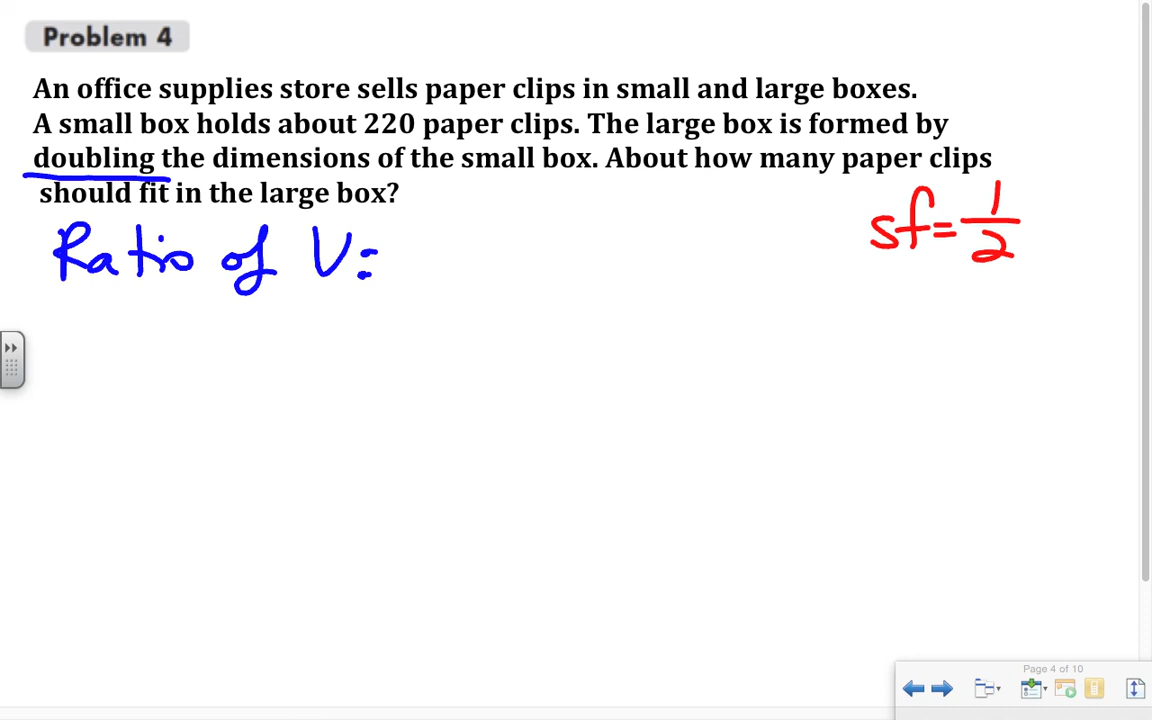 Problem 4
An office supplies store sells paper clips in small and large boxes.
A small box holds about 220 paper clips. The large box is formed by
doubling the dimensions of the small box. About how many paper clips
should fit in the large box?
sf = 1/2
Ratio of V:
Page 4 of 10